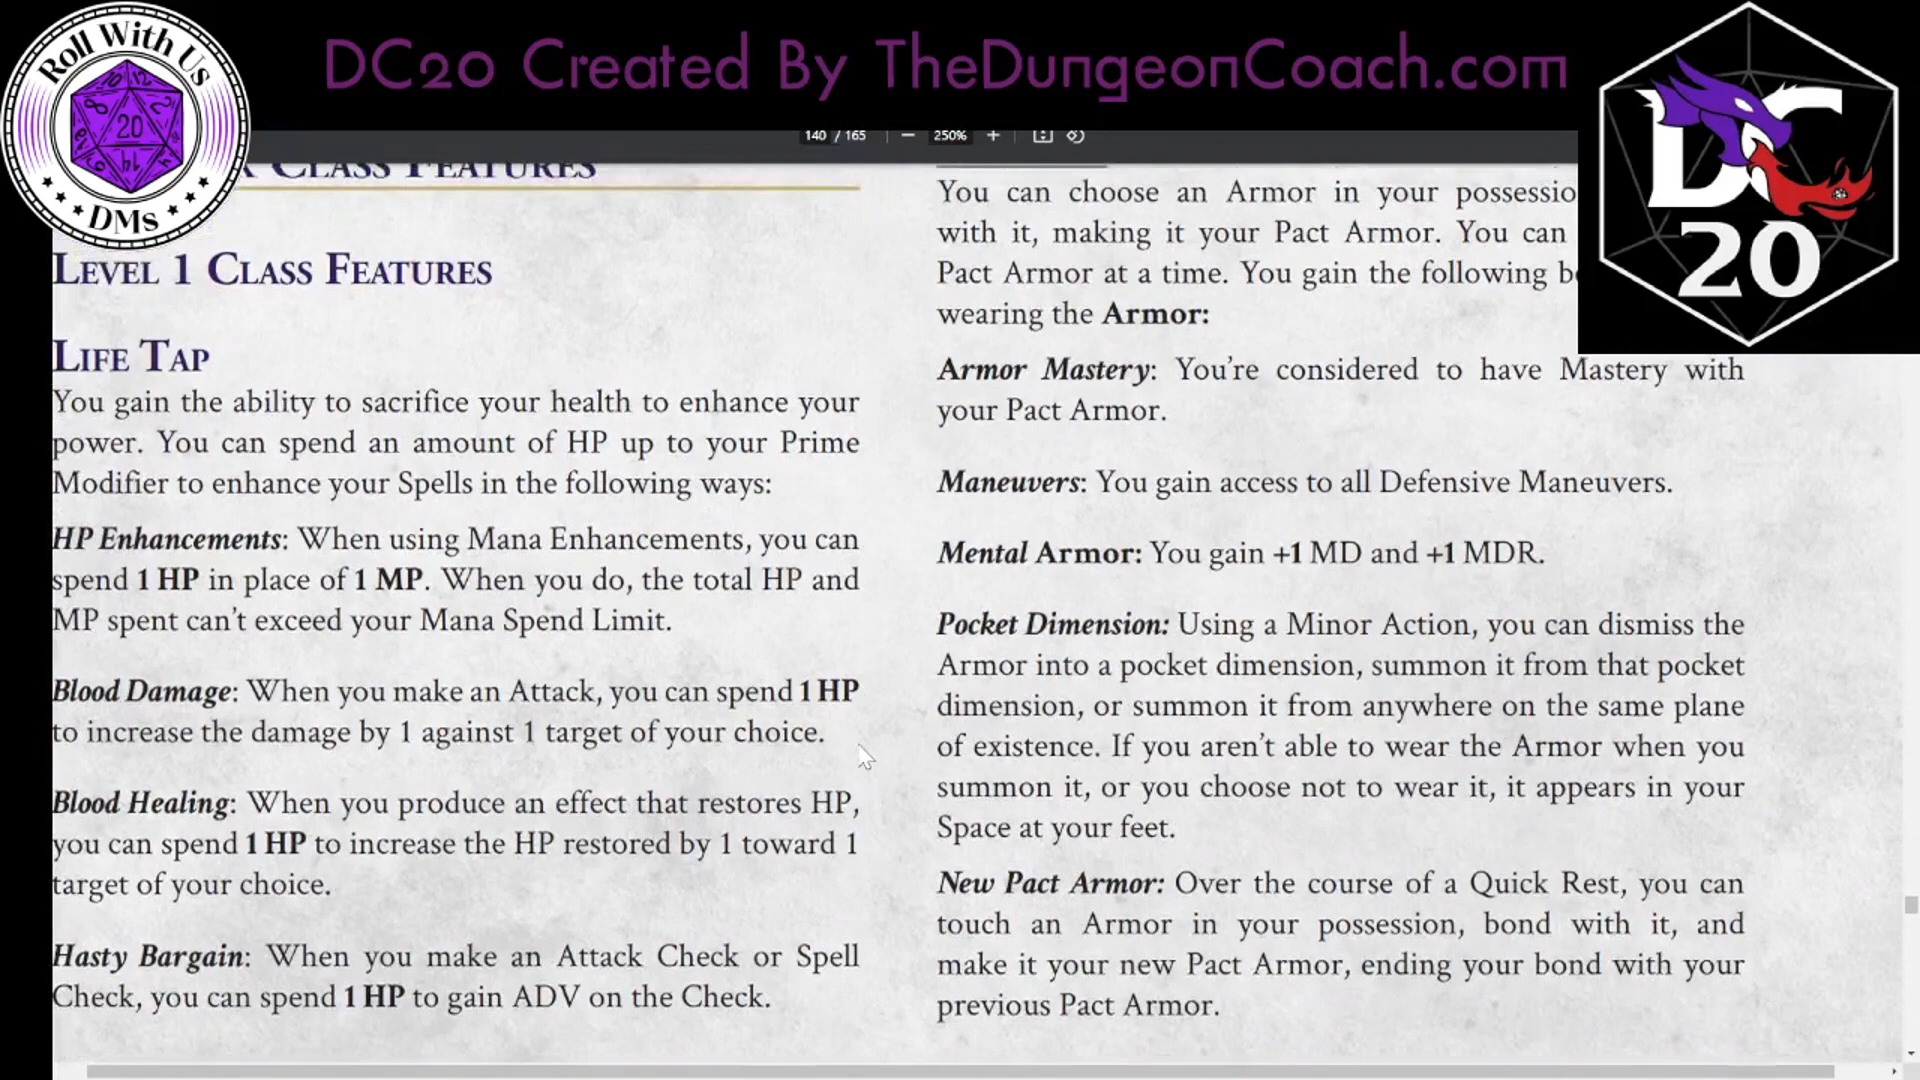 Roll With Us
DMs
DC20 Created By TheDungeonCoach.com
DC
20
140 / 165
250%
CLASS FEATURES
LEVEL 1 CLASS FEATURES
LIFE TAP
You gain the ability to sacrifice your health to enhance your
power. You can spend an amount of HP up to your Prime
Modifier to enhance your Spells in the following ways:
HP Enhancements: When using Mana Enhancements, you can
spend 1 HP in place of 1 MP. When you do, the total HP and
MP spent can't exceed your Mana Spend Limit.
Blood Damage: When you make an Attack, you can spend 1 HP
to increase the damage by 1 against 1 target of your choice.
Blood Healing: When you produce an effect that restores HP,
you can spend 1 HP to increase the HP restored by 1 toward 1
target of your choice.
Hasty Bargain: When you make an Attack Check or Spell
Check, you can spend 1 HP to gain ADV on the Check.
You can choose an Armor in your possessio
with it, making it your Pact Armor. You can
Pact Armor at a time. You gain the following b
wearing the Armor:
Armor Mastery: You're considered to have Mastery with
your Pact Armor.
Maneuvers: You gain access to all Defensive Maneuvers.
Mental Armor: You gain +1 MD and +1 MDR.
Pocket Dimension: Using a Minor Action, you can dismiss the
Armor into a pocket dimension, summon it from that pocket
dimension, or summon it from anywhere on the same plane
of existence. If you aren't able to wear the Armor when you
summon it, or you choose not to wear it, it appears in your
Space at your feet.
New Pact Armor: Over the course of a Quick Rest, you can
touch an Armor in your possession, bond with it, and
make it your new Pact Armor, ending your bond with your
previous Pact Armor.